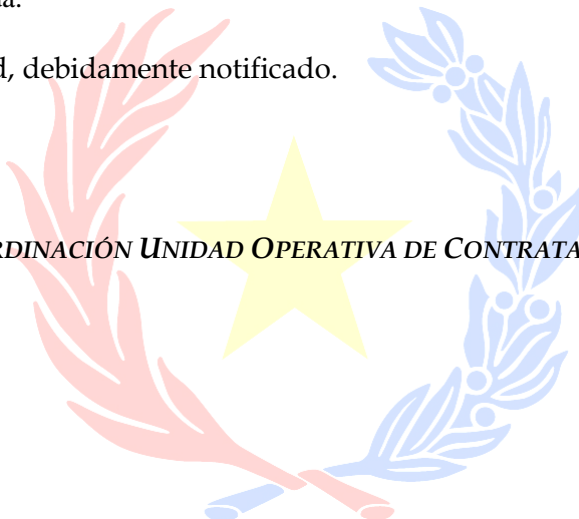 d, debidamente notificado.
RDINACIÓN UNIDAD OPERATIVA DE CONTRATA